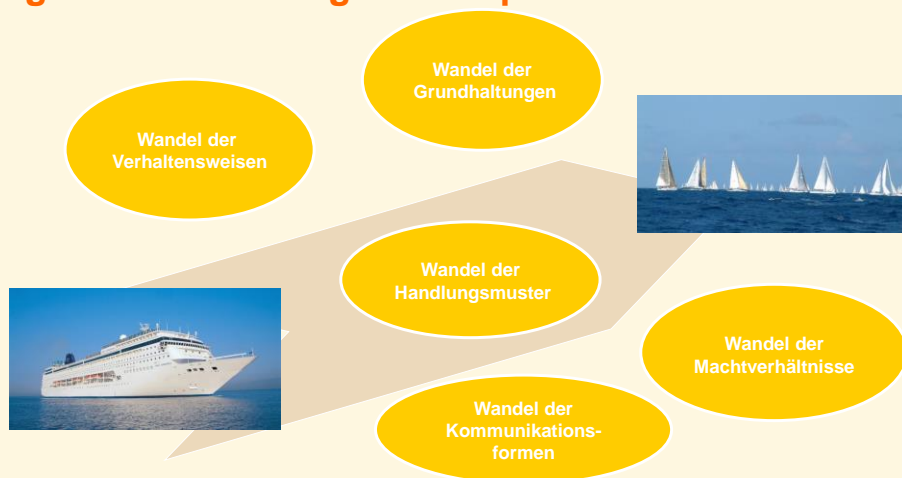 Wandel der
Grundhaltungen
Wandel der
Verhaltensweisen
Wandel der
Handlungsmuster
Wandel der
Machtverhältnisse
Wandel der
Kommunikations-
formen